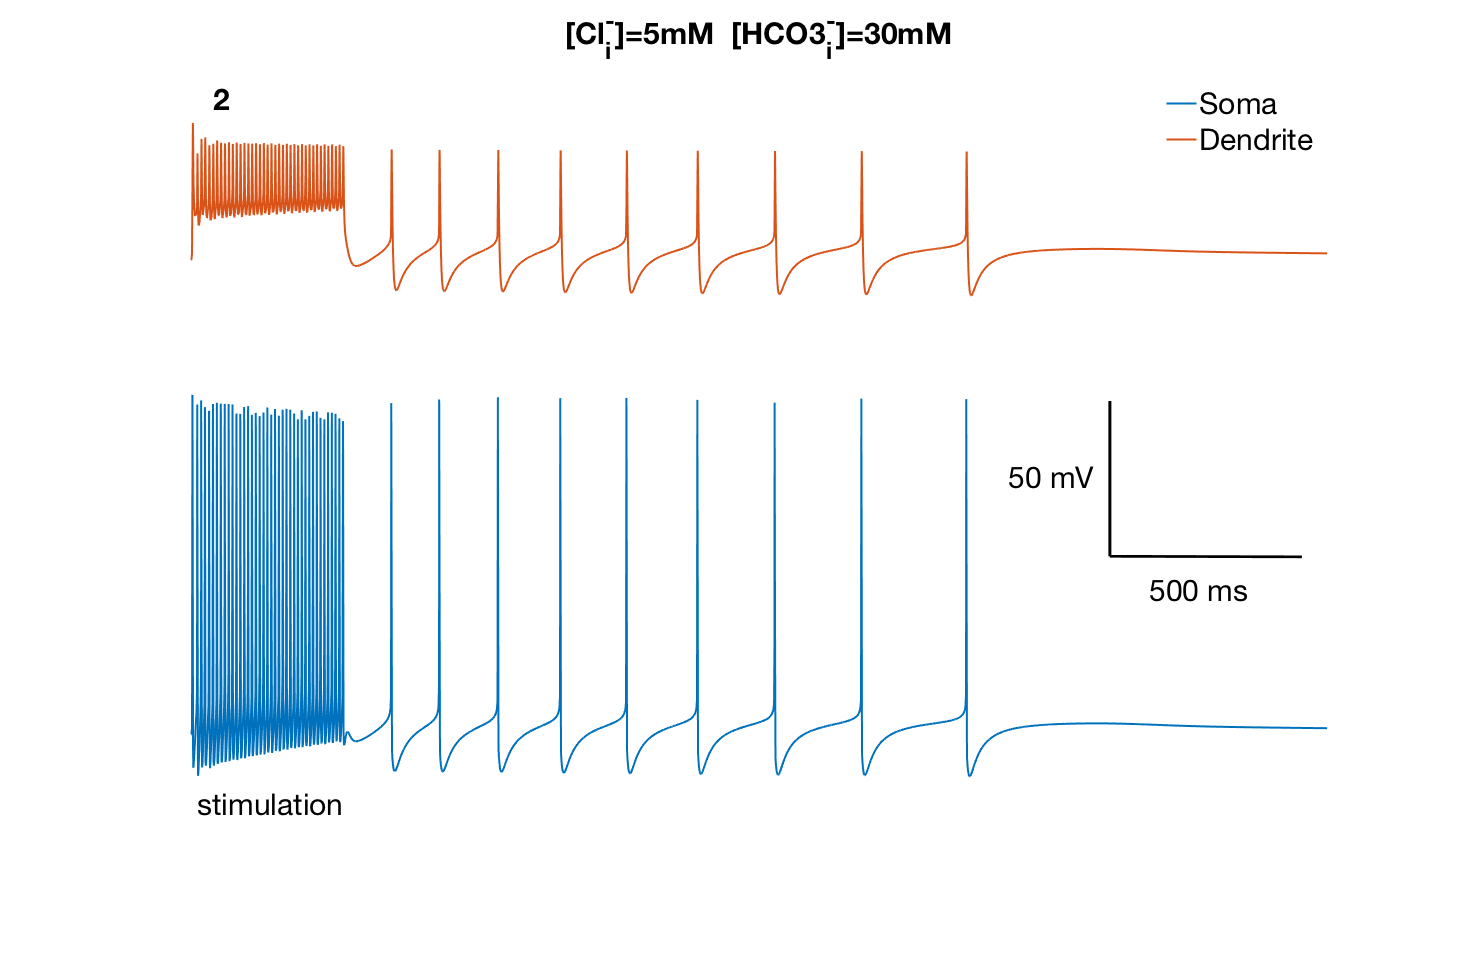 [Cl⁻ᵢ]=5mM [HCO3⁻ᵢ]=30mM
2
Soma
Dendrite
50 mV
500 ms
stimulation